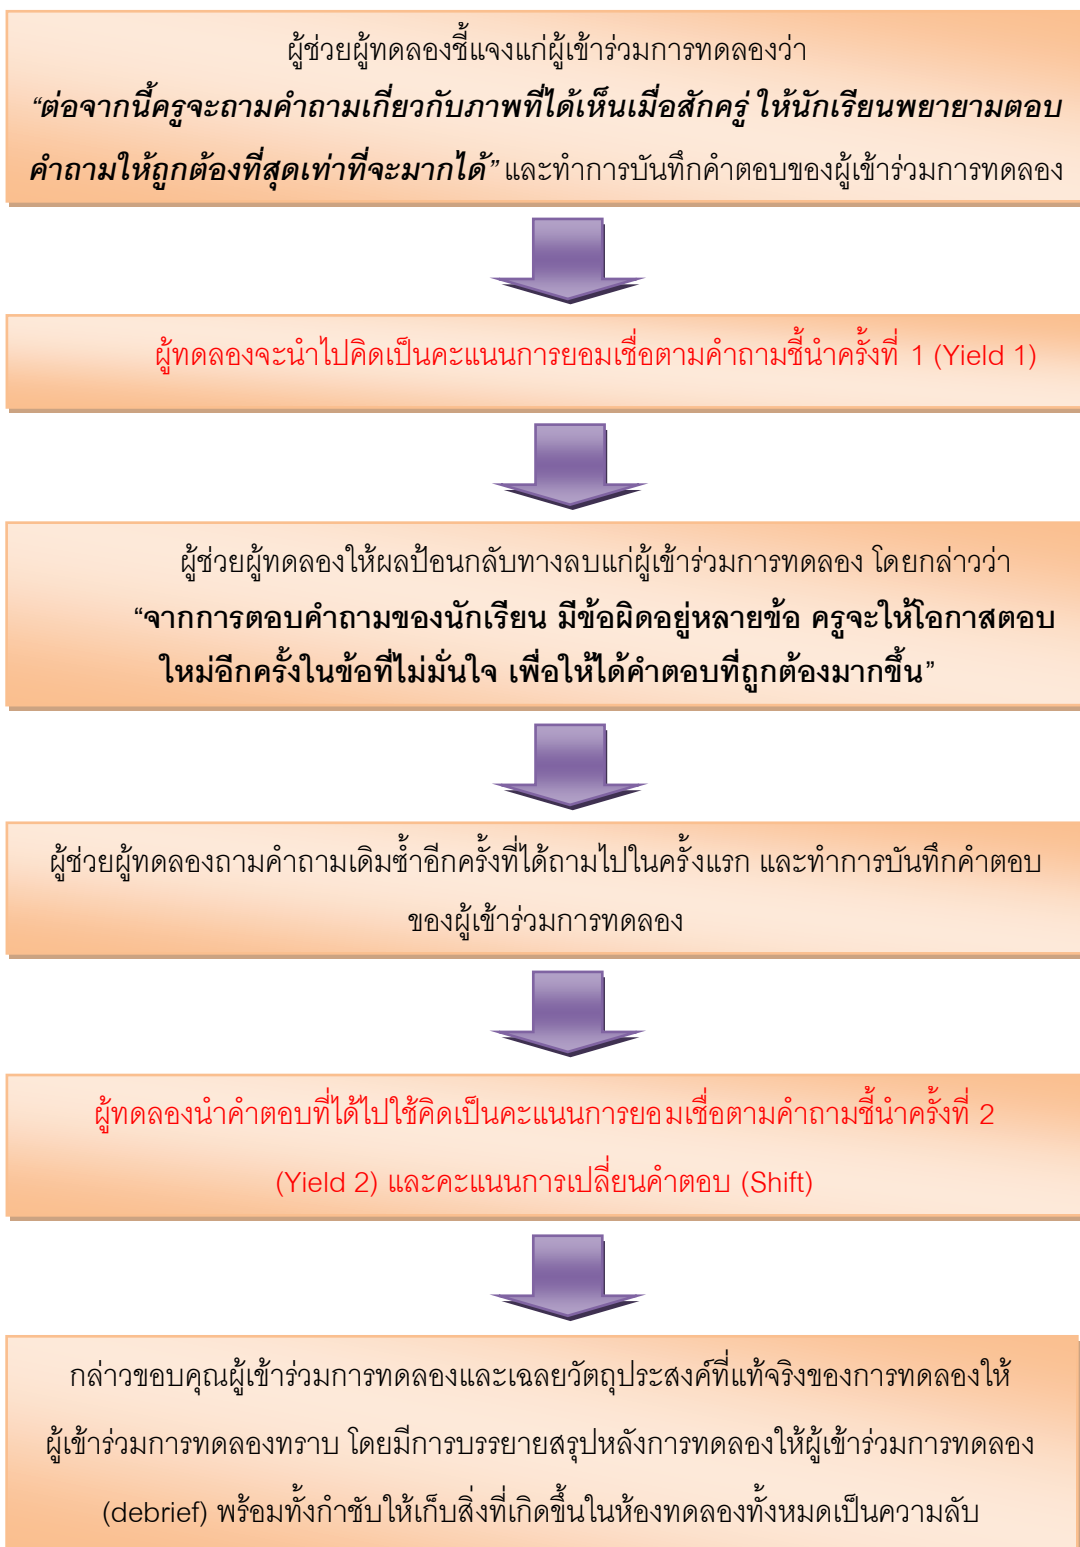 ผู้ช่วยผู้ทดลองชี้แจงแก่ผู้เข้าร่วมการทดลองว่า
“ต่อจากนี้ครูจะถามคำถามเกี่ยวกับภาพที่ได้เห็นเมื่อสักครู่ ให้นักเรียนพยายามตอบ
คำถามให้ถูกต้องที่สุดเท่าที่จะมากได้” และทำการบันทึกคำตอบของผู้เข้าร่วมการทดลอง
ผู้ทดลองจะนำไปคิดเป็นคะแนนการยอมเชื่อตามคำถามชี้นำครั้งที่ 1 (Yield 1)
ผู้ช่วยผู้ทดลองให้ผลป้อนกลับทางลบแก่ผู้เข้าร่วมการทดลอง โดยกล่าวว่า
“จากการตอบคำถามของนักเรียน มีข้อผิดอยู่หลายข้อ ครูจะให้โอกาสตอบ
ใหม่อีกครั้งในข้อที่ไม่มั่นใจ เพื่อให้ได้คำตอบที่ถูกต้องมากขึ้น”
ผู้ช่วยผู้ทดลองถามคำถามเดิมซ้ำอีกครั้งที่ได้ถามไปในครั้งแรก และทำการบันทึกคำตอบ
ของผู้เข้าร่วมการทดลอง
ผู้ทดลองนำคำตอบที่ได้ไปใช้คิดเป็นคะแนนการยอมเชื่อตามคำถามชี้นำครั้งที่ 2
(Yield 2) และคะแนนการเปลี่ยนคำตอบ (Shift)
กล่าวขอบคุณผู้เข้าร่วมการทดลองและเฉลยวัตถุประสงค์ที่แท้จริงของการทดลองให้
ผู้เข้าร่วมการทดลองทราบ โดยมีการบรรยายสรุปหลังการทดลองให้ผู้เข้าร่วมการทดลอง
(debrief) พร้อมทั้งกำชับให้เก็บสิ่งที่เกิดขึ้นในห้องทดลองทั้งหมดเป็นความลับ